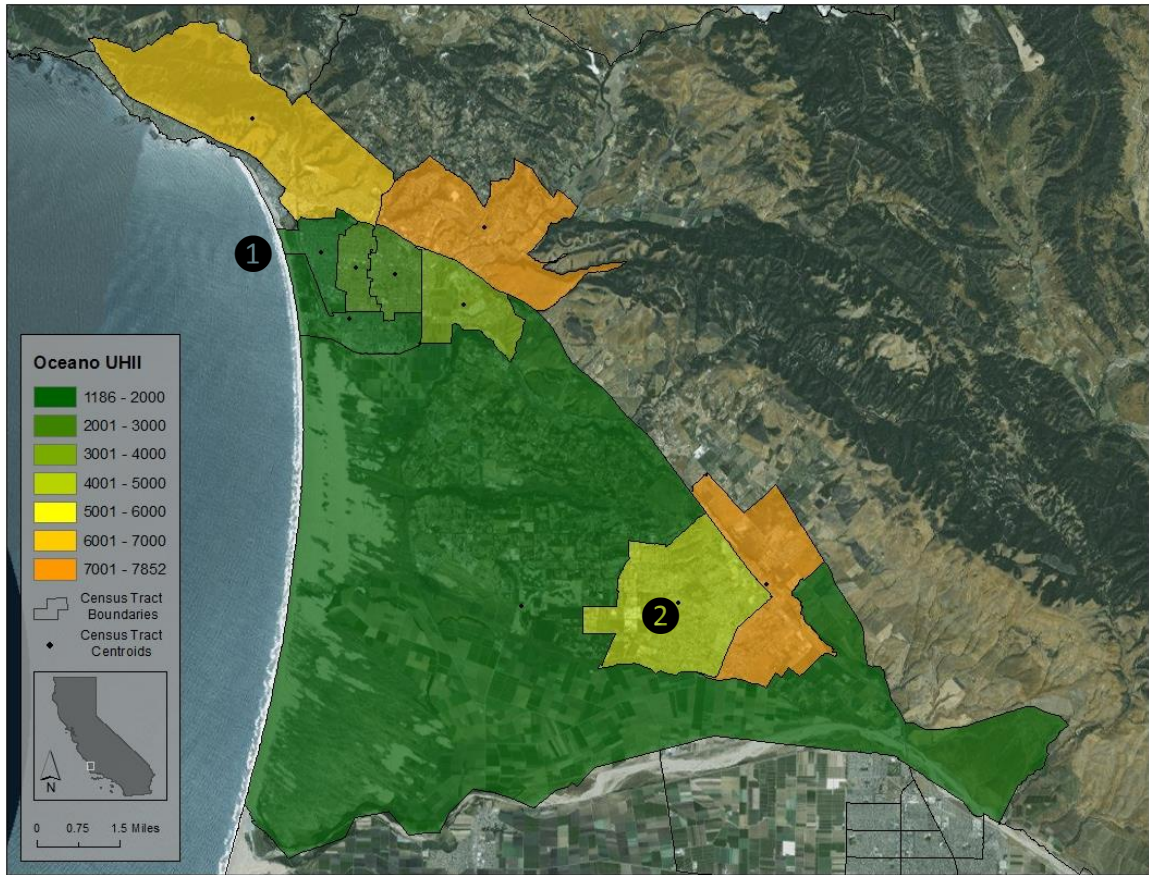 1
Oceano UHII
1186 - 2000
2001 - 3000
3001 - 4000
4001 - 5000
5001 - 6000
6001 - 7000
7001 - 7852
Census Tract
Boundaries
Census Tract
Centroids
N
0 0.75 1.5 Miles
2